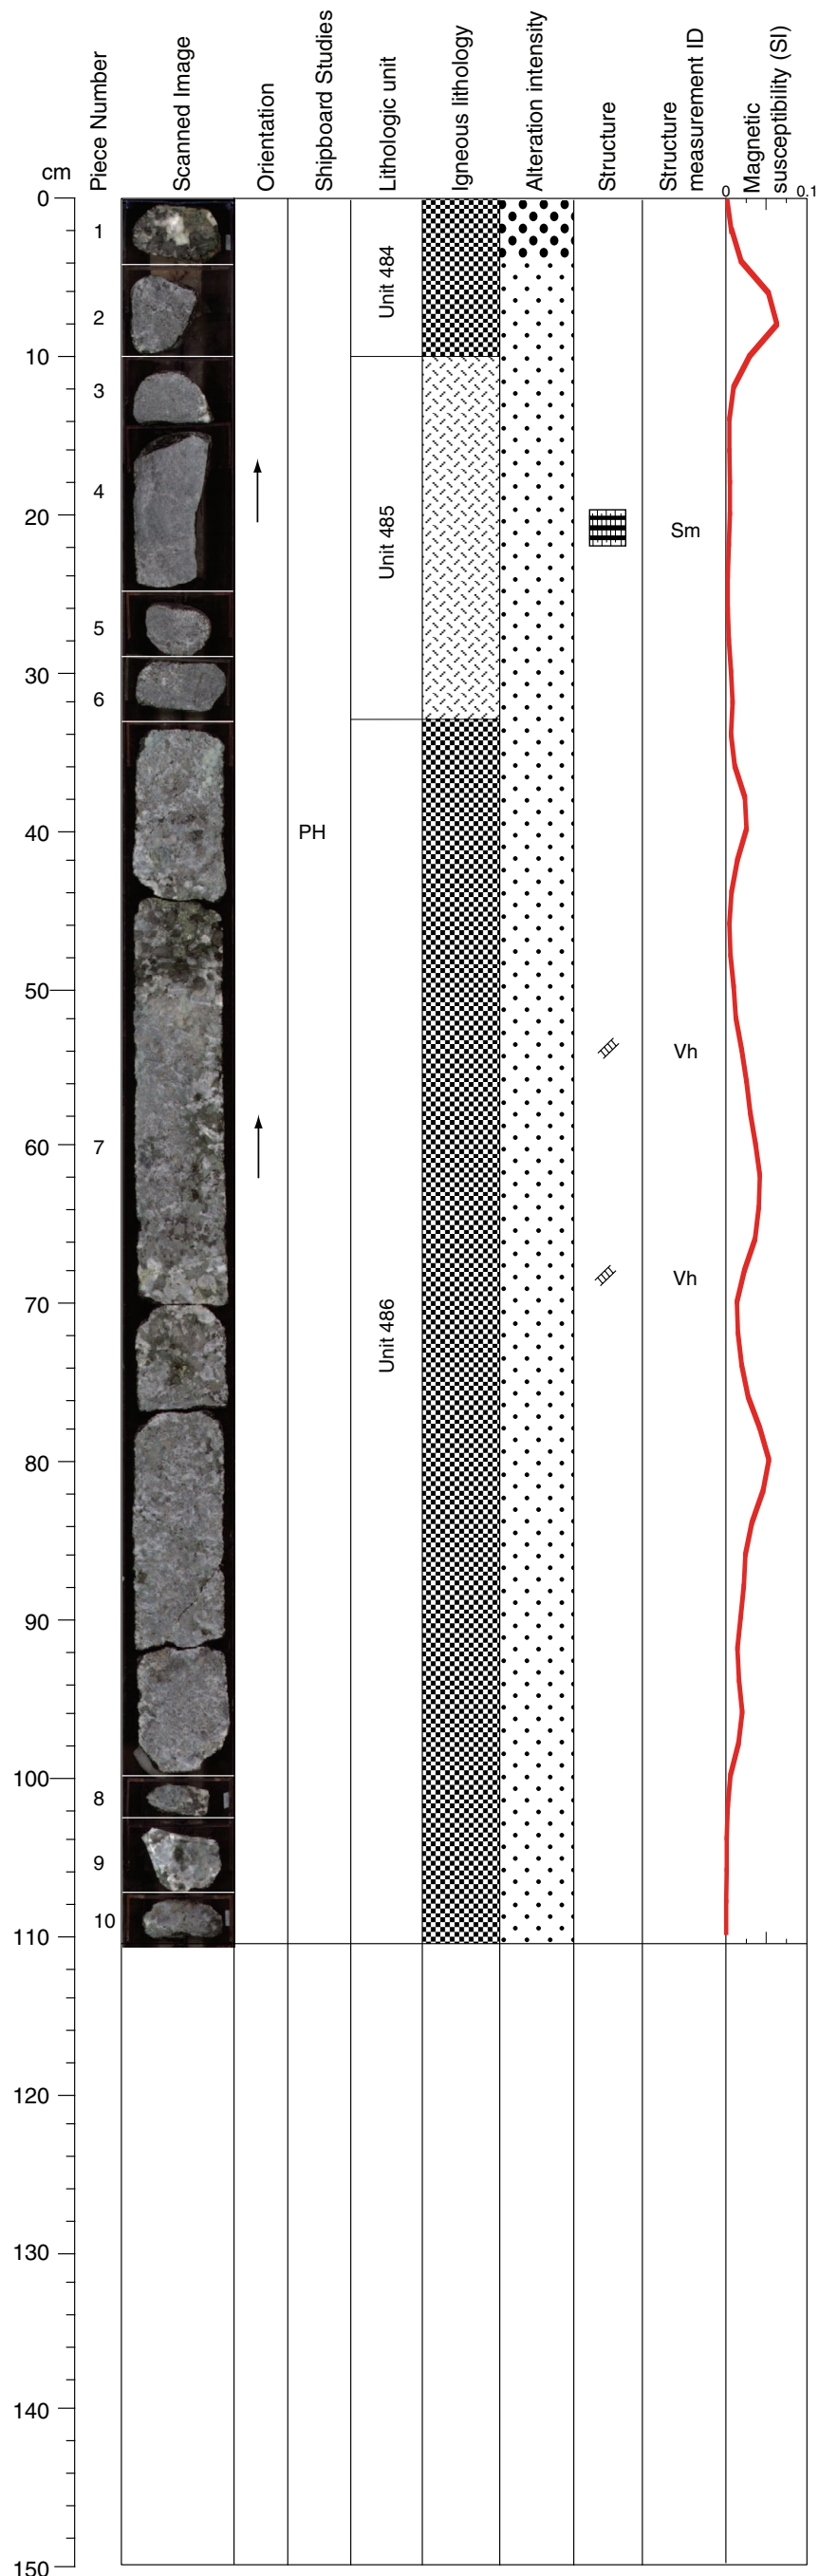 cm
Piece Number
Scanned Image
Orientation
Shipboard Studies
Lithologic unit
Igneous lithology
Alteration intensity
Structure
Structure
measurement ID
Magnetic
susceptibility (SI)
0 0.1
0
1
Unit 484
2
10
3
4
20
Unit 485
Sm
5
30
6
40
PH
50
Vh
60
7
Vh
70
Unit 486
80
90
100
8
9
10
110
120
130
140
150